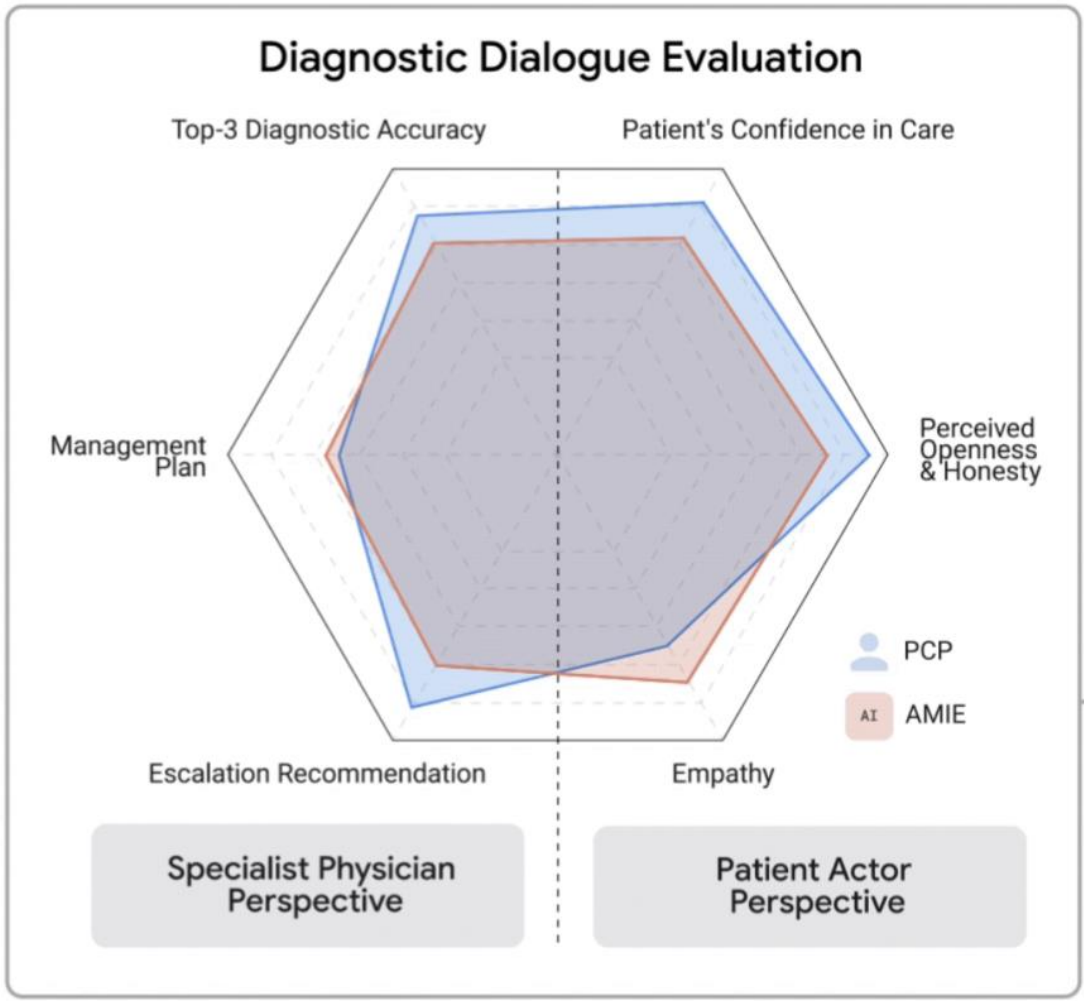 Diagnostic Dialogue Evaluation
Top-3 Diagnostic Accuracy
Patient's Confidence in Care
Management
Plan
Perceived
Openness
& Honesty
PCP
AI
AMIE
Escalation Recommendation
Empathy
Specialist Physician
Perspective
Patient Actor
Perspective